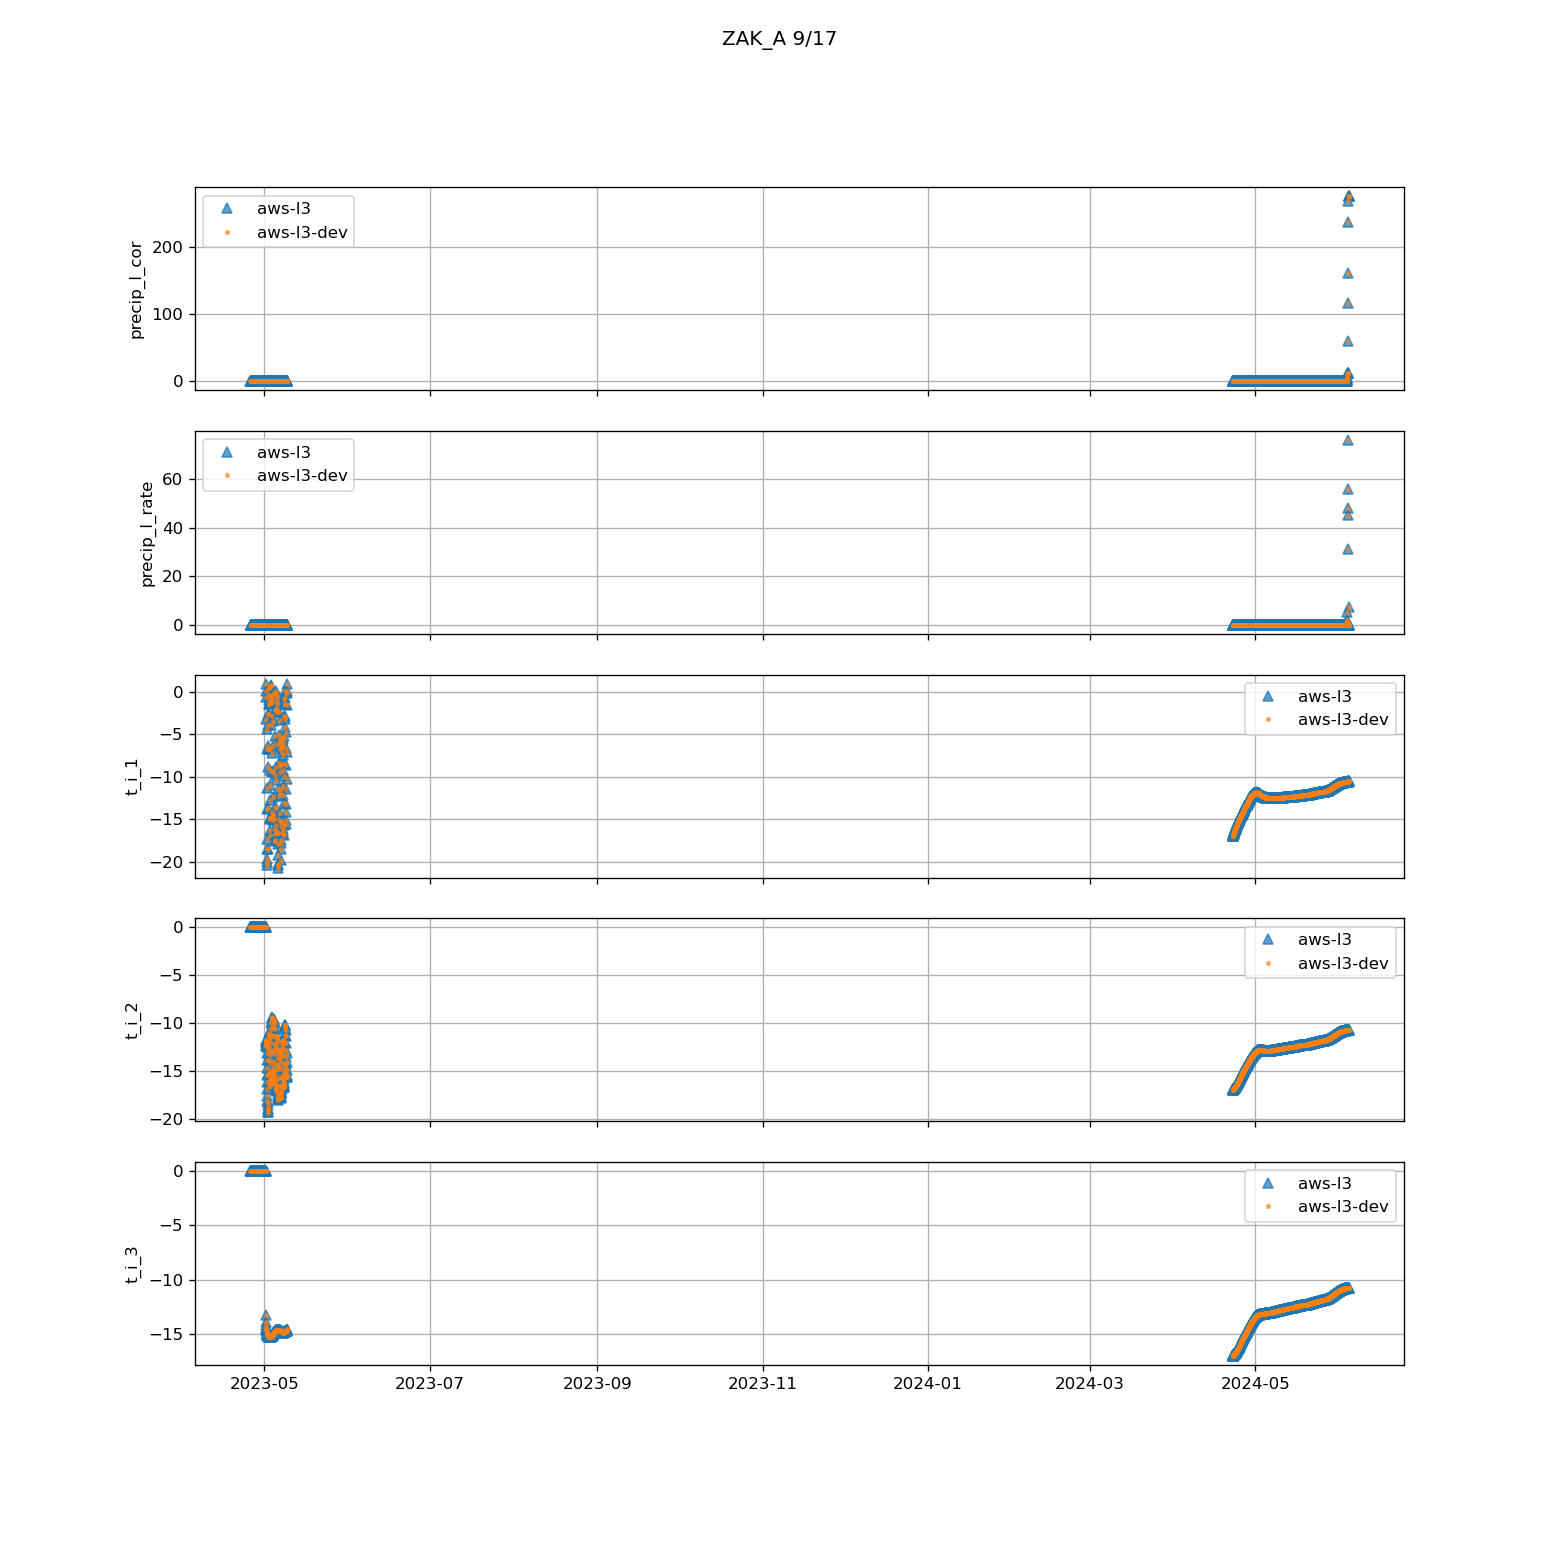 ZAK_A 9/17
precip_l_cor
200
100
0
aws-l3
aws-l3-dev
precip_l_rate
60
40
20
0
aws-l3
aws-l3-dev
t_i_1
0
−5
−10
−15
−20
aws-l3
aws-l3-dev
t_i_2
0
−5
−10
−15
−20
aws-l3
aws-l3-dev
t_i_3
0
−5
−10
−15
aws-l3
aws-l3-dev
2023-05 2023-07 2023-09 2023-11 2024-01 2024-03 2024-05